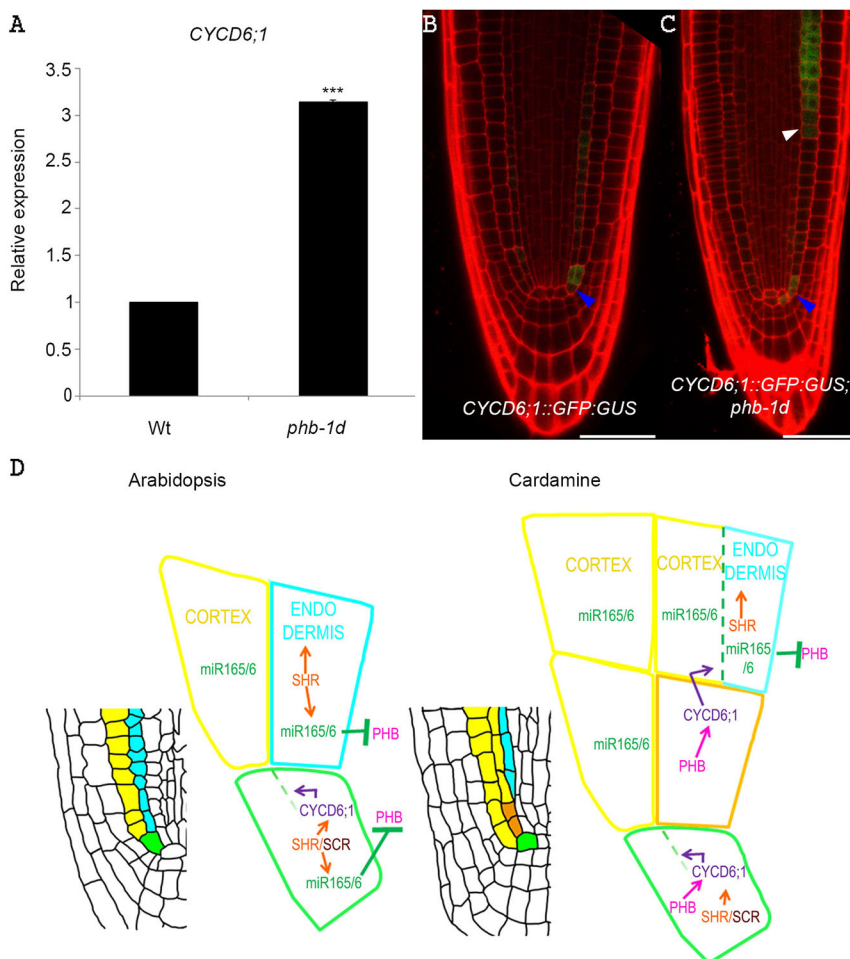 A
CYCD6;1
3.5
3
2.5
2
1.5
1
0.5
0
Relative expression
***
Wt
phb-1d
B
CYCD6;1::GFP:GUS
C
CYCD6;1::GFP:GUS;
phb-1d
D
Arabidopsis
CORTEX
miR165/6
ENDO
DERMIS
SHR
miR165/6
PHB
CYCD6;1
PHB
SHR/SCR
miR165/6
Cardamine
CORTEX
miR165/6
CORTEX
miR165/6
ENDO
DERMIS
SHR
miR165
/6
PHB
miR165/6
CYCD6;1
PHB
CYCD6;1
PHB
SHR/SCR